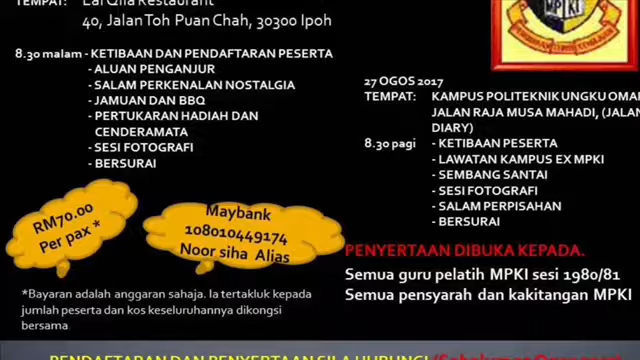 TEMPAT:
40, Jalan Toh Puan Chah, 30300 Ipoh
8.30 malam - KETIBAAN DAN PENDAFTARAN PESERTA
- ALUAN PENGANJUR
- SALAM PERKENALAN NOSTALGIA
- JAMUAN DAN BBQ
- PERTUKARAN HADIAH DAN
CENDERAMATA
- SESI FOTOGRAFI
- BERSURAI
RM70.00
Per pax *
Maybank
108010449174
Noor siha Alias
*Bayaran adalah anggaran sahaja. Ia tertakluk kepada
jumlah peserta dan kos keseluruhannya dikongsi
bersama
MPKI
27 OGOS 2017
TEMPAT: KAMPUS POLITEKNIK UNGKU OMAR
JALAN RAJA MUSA MAHADI, (JALAN
DIARY)
8.30 pagi - KETIBAAN PESERTA
- LAWATAN KAMPUS EX MPKI
- SEMBANG SANTAI
- SESI FOTOGRAFI
- SALAM PERPISAHAN
- BERSURAI
PENYERTAAN DIBUKA KEPADA.
Semua guru pelatih MPKI sesi 1980/81
Semua pensyarah dan kakitangan MPKI
PENDAFTARAN DAN PENYERTAAN SILA HUBUNGI